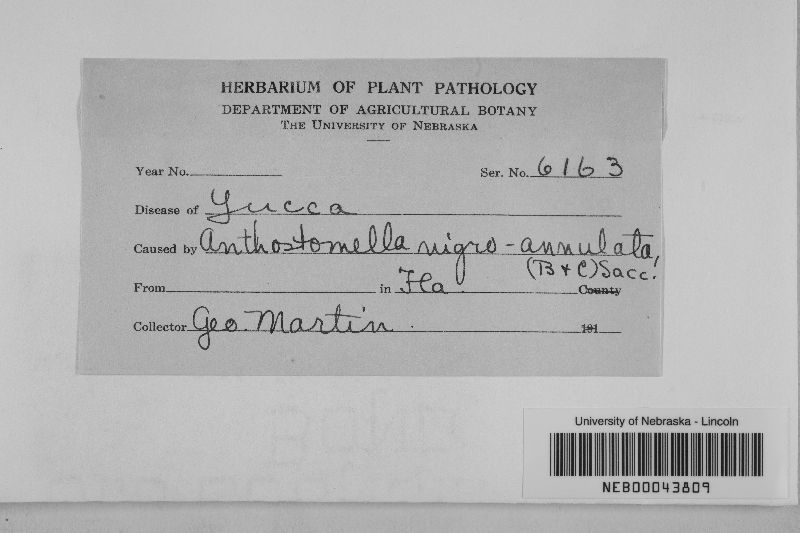 HERBARIUM OF PLANT PATHOLOGY
DEPARTMENT OF AGRICULTURAL BOTANY
THE UNIVERSITY OF NEBRASKA
Year No. Ser. No. 6163
Disease of Yucca
Caused by Anthostomella nigro-annulata,
(B & C) Sacc.
From in Fla County
Collector Geo. Martin 191
University of Nebraska - Lincoln
NEB00043809